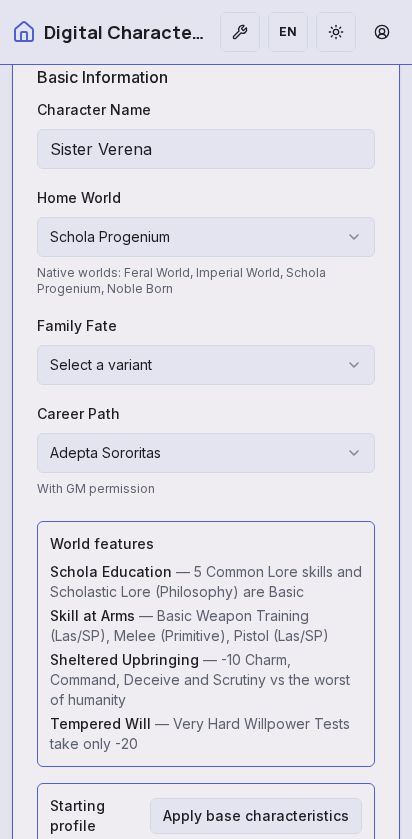 Digital Characte…
EN
Basic Information
Character Name
Sister Verena
Home World
Schola Progenium
Native worlds: Feral World, Imperial World, Schola
Progenium, Noble Born
Family Fate
Select a variant
Career Path
Adepta Sororitas
With GM permission
World features
Schola Education — 5 Common Lore skills and
Scholastic Lore (Philosophy) are Basic
Skill at Arms — Basic Weapon Training
(Las/SP), Melee (Primitive), Pistol (Las/SP)
Sheltered Upbringing — -10 Charm,
Command, Deceive and Scrutiny vs the worst
of humanity
Tempered Will — Very Hard Willpower Tests
take only -20
Starting
profile
Apply base characteristics